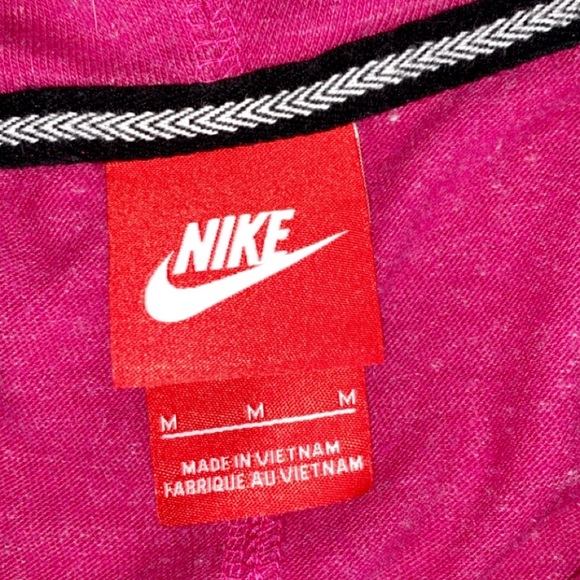 NIKE
M M M
MADE IN VIETNAM
FABRIQUE AU VIETNAM